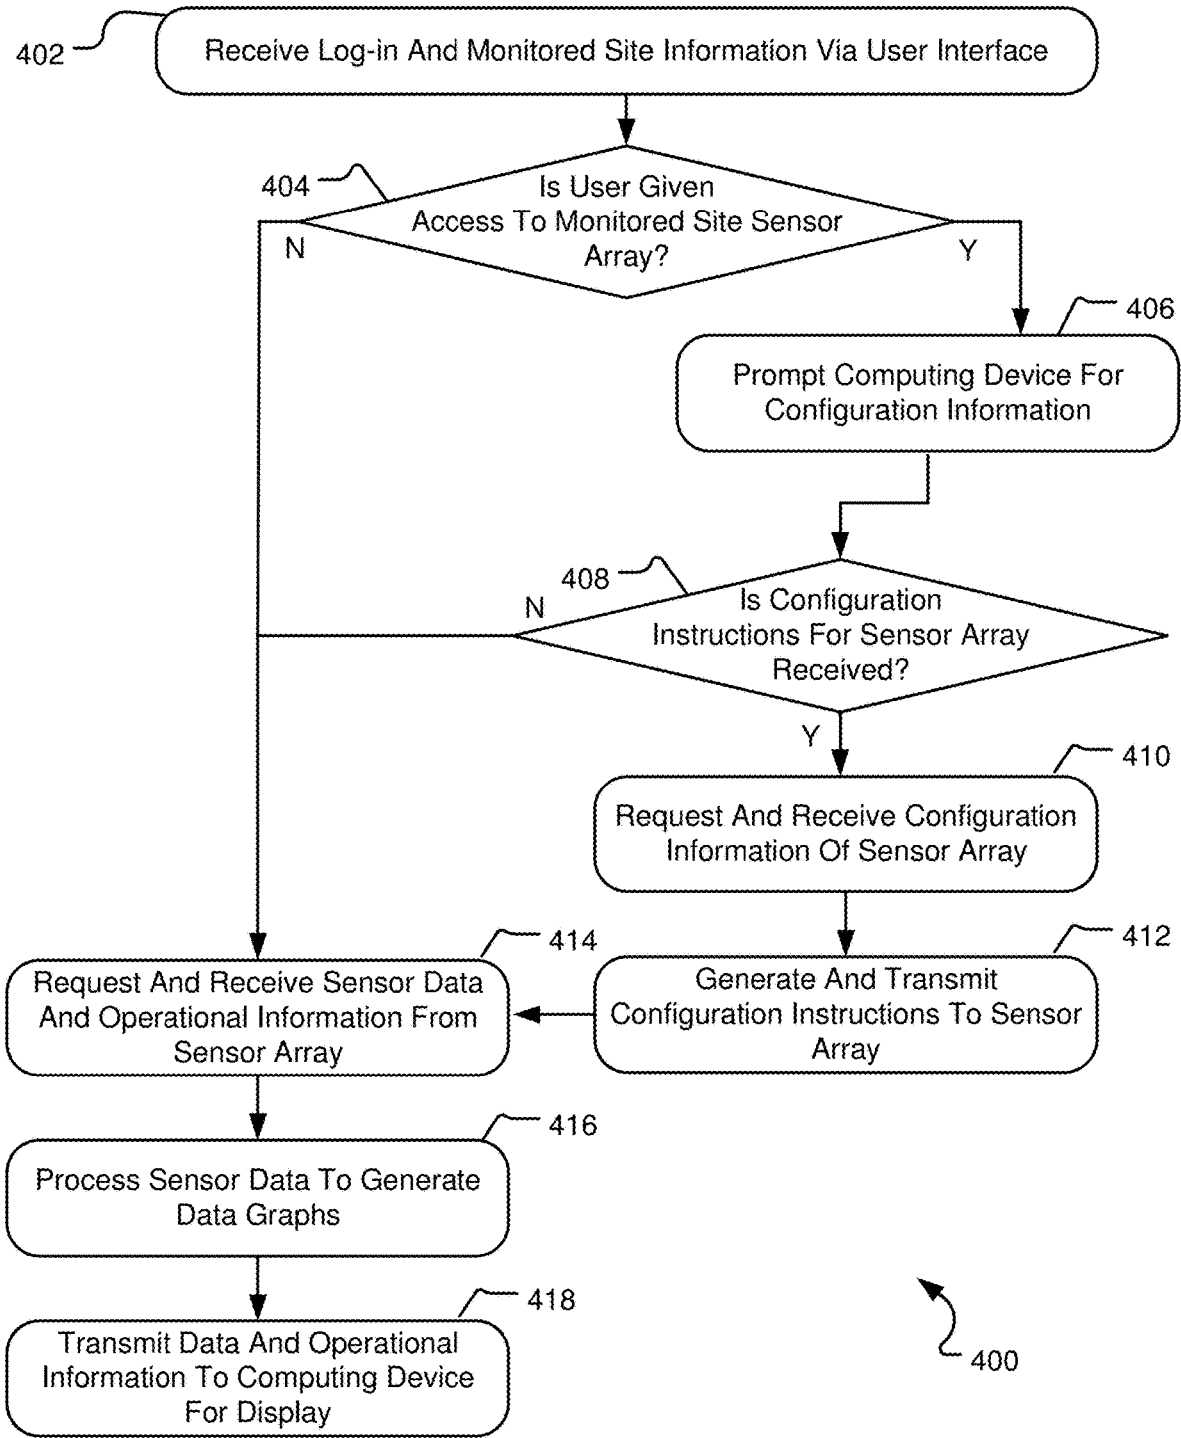 402
Receive Log-in And Monitored Site Information Via User Interface
404
Is User Given
Access To Monitored Site Sensor
Array?
N
Y
406
Prompt Computing Device For
Configuration Information
408
N
Is Configuration
Instructions For Sensor Array
Received?
Y
410
Request And Receive Configuration
Information Of Sensor Array
412
Generate And Transmit
Configuration Instructions To Sensor
Array
414
Request And Receive Sensor Data
And Operational Information From
Sensor Array
416
Process Sensor Data To Generate
Data Graphs
418
Transmit Data And Operational
Information To Computing Device
For Display
400